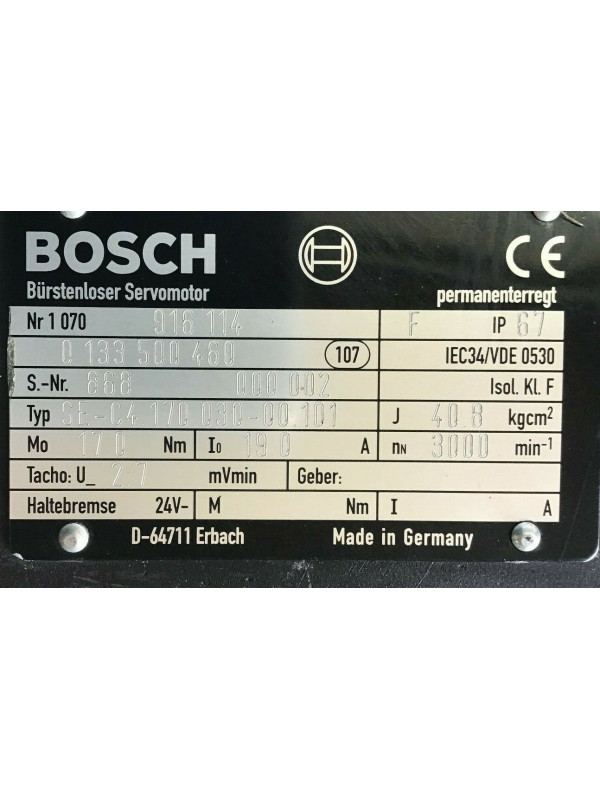 BOSCH
CE
Bürstenloser Servomotor
permanenterregt
Nr 1 070 916 114 F IP 67
0 133 500 460 107 IEC34/VDE 0530
S.-Nr. 868 000 002 Isol. Kl. F
Typ SE-C4.170.030-00.101 J 40.8 kgcm²
Mo 17.0 Nm I₀ 19.0 A nN 3000 min⁻¹
Tacho: U_ 2.7 mVmin Geber:
Haltebremse 24V- M Nm I A
D-64711 Erbach Made in Germany